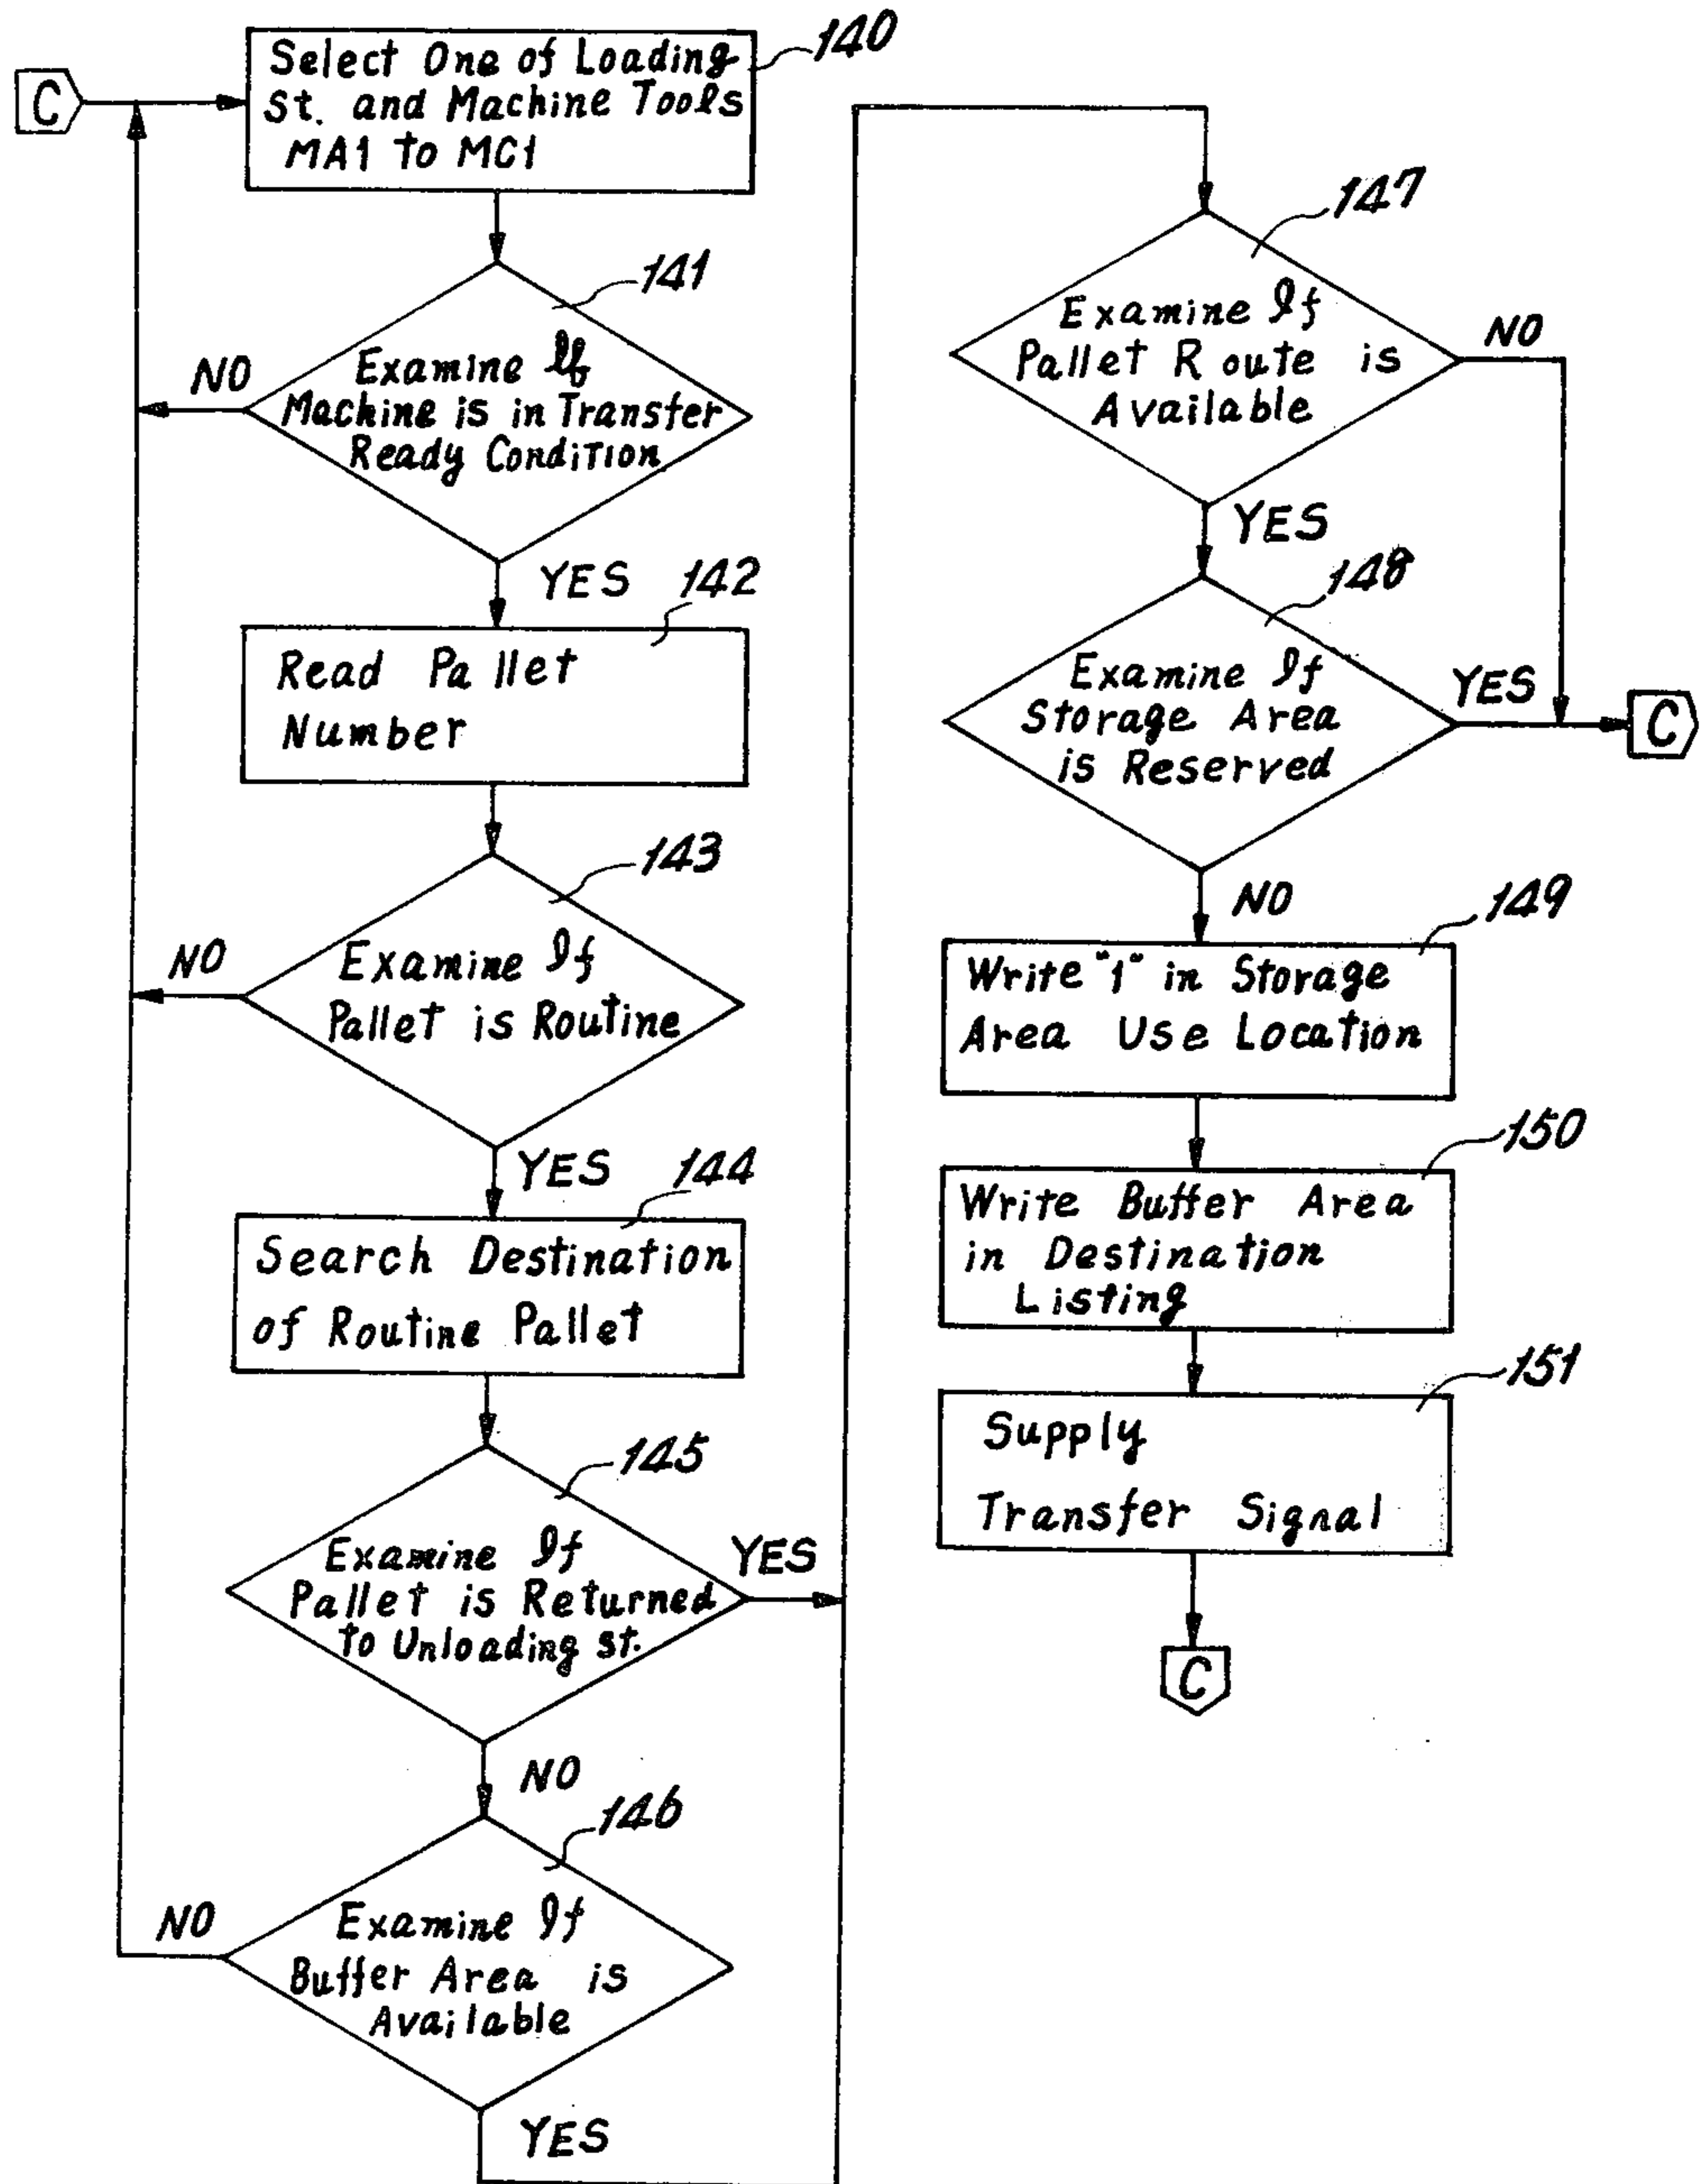 C
140
Select One of Loading
St. and Machine Tools
MA1 To MC1
141
Examine If
Machine is in Transfer
Ready Condition
NO
YES
142
Read Pallet
Number
143
Examine If
Pallet is Routine
NO
YES
144
Search Destination
of Routine Pallet
145
Examine If
Pallet is Returned
to Unloading st.
YES
NO
146
Examine If
Buffer Area is
Available
NO
YES
147
Examine If
Pallet Route is
Available
NO
YES
148
Examine If
Storage Area
is Reserved
YES
C
NO
149
Write "1" in Storage
Area Use Location
150
Write Buffer Area
in Destination
Listing
151
Supply
Transfer Signal
C